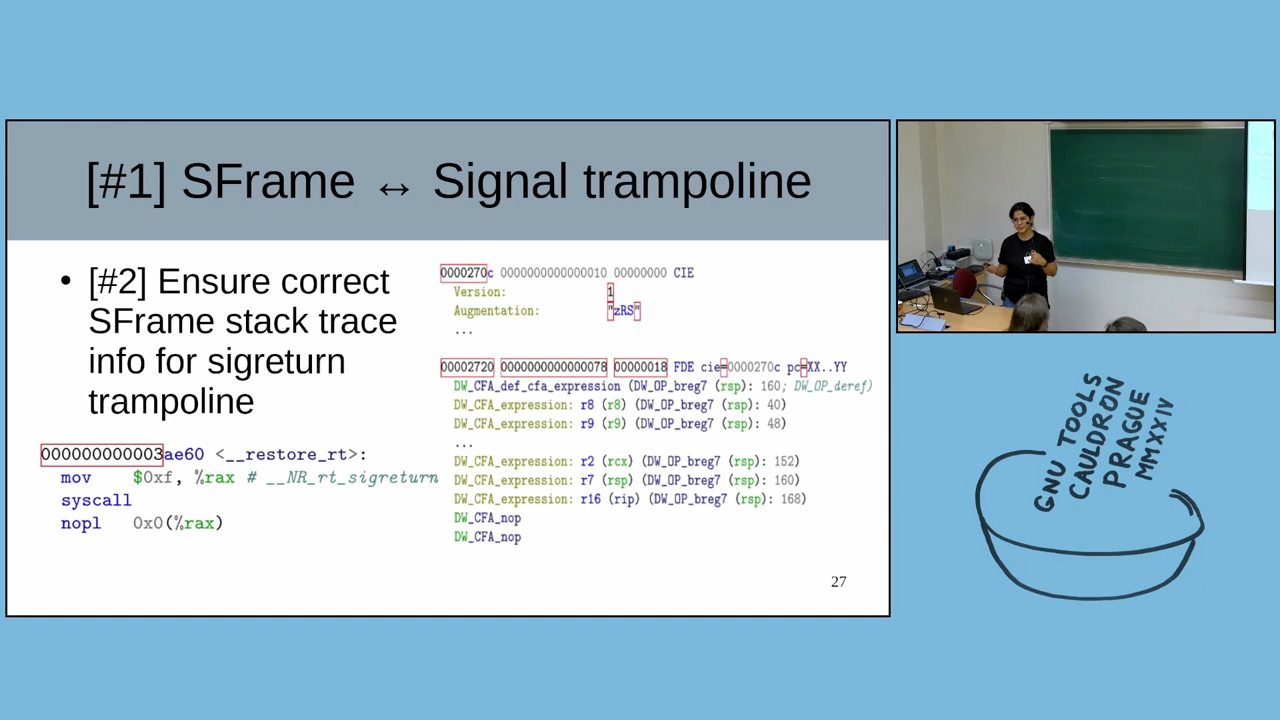 [#1] SFrame ↔ Signal trampoline
• [#2] Ensure correct
SFrame stack trace
info for sigreturn
trampoline
000000000003ae60 <__restore_rt>:
mov $0xf, %rax # __NR_rt_sigreturn
syscall
nopl 0x0(%rax)
0000270c 0000000000000010 00000000 CIE
Version: 1
Augmentation: "zRS"
...
00002720 0000000000000078 00000018 FDE cie=0000270c pc=XX..YY
DW_CFA_def_cfa_expression (DW_OP_breg7 (rsp): 160; DW_OP_deref)
DW_CFA_expression: r8 (r8) (DW_OP_breg7 (rsp): 40)
DW_CFA_expression: r9 (r9) (DW_OP_breg7 (rsp): 48)
...
DW_CFA_expression: r2 (rcx) (DW_OP_breg7 (rsp): 152)
DW_CFA_expression: r7 (rsp) (DW_OP_breg7 (rsp): 160)
DW_CFA_expression: r16 (rip) (DW_OP_breg7 (rsp): 168)
DW_CFA_nop
DW_CFA_nop
27
GNU TOOLS
CAULDRON
PRAGUE
MMXXIV